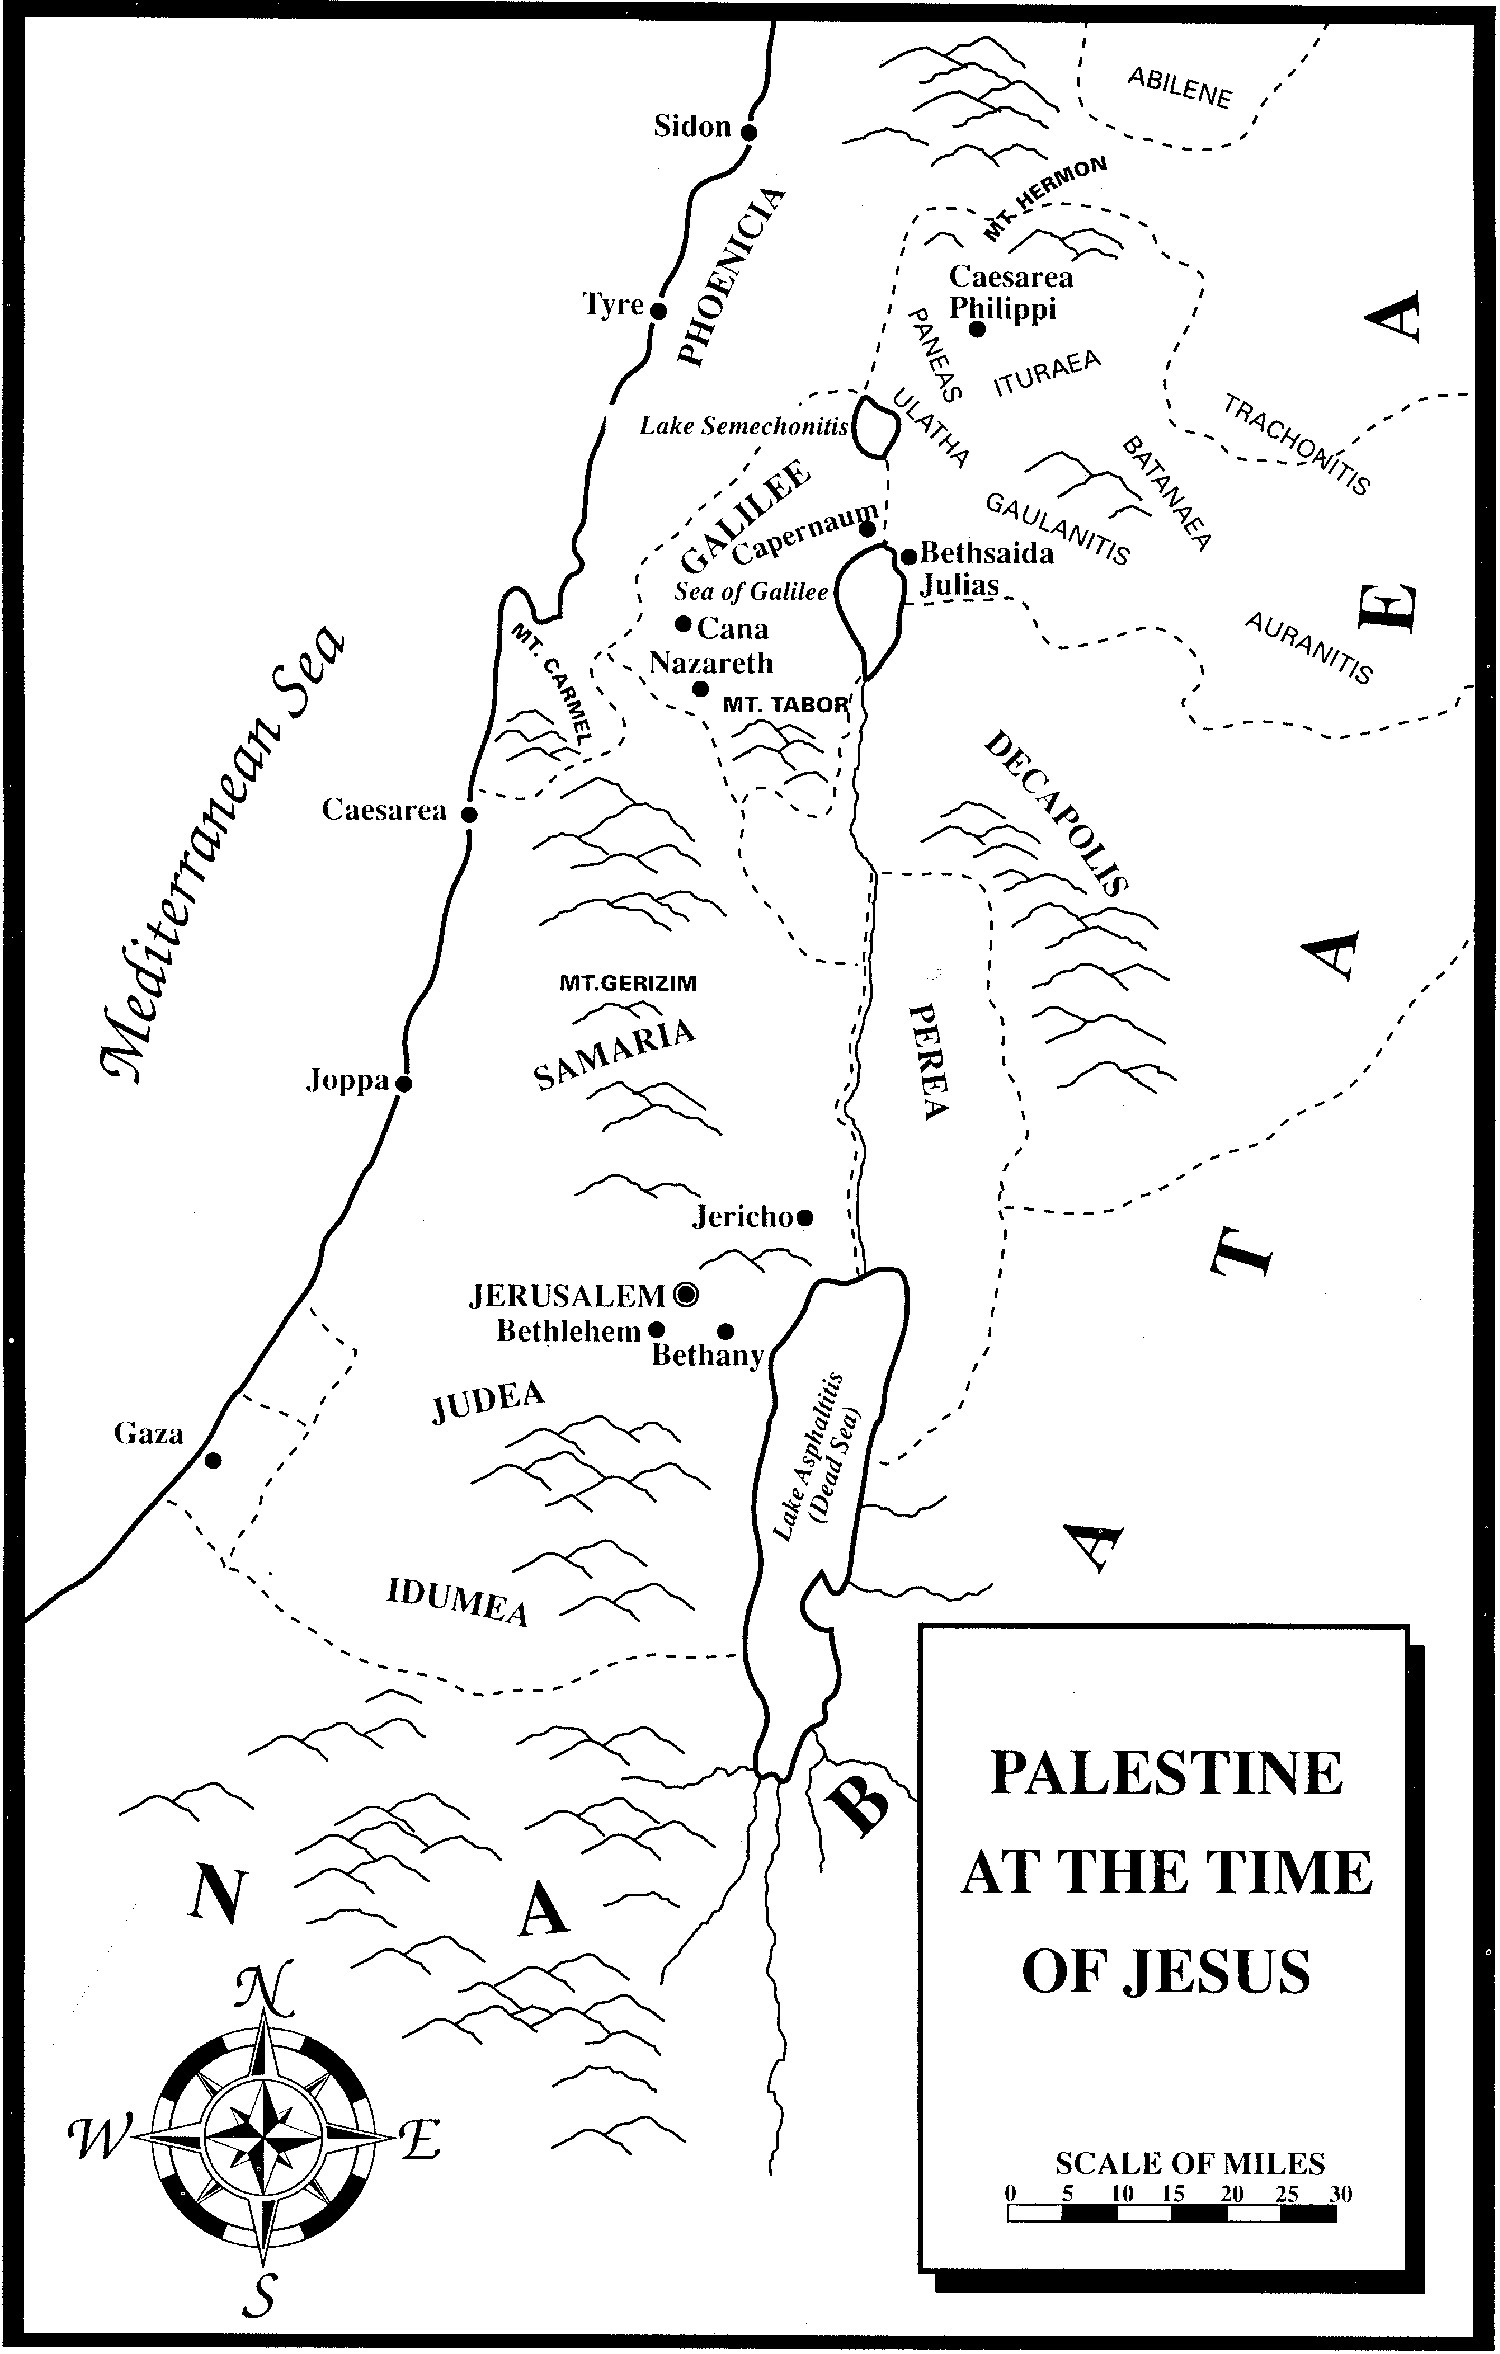 ABILENE
Sidon
MT. HERMON
PHOENICIA
Caesarea
Philippi
Tyre
PANEAS
ITURAEA
ULATHA
Lake Semechonitis
TRACHONITIS
BATANAEA
GALILEE
GAULANITIS
Capernaum
Bethsaida
Julias
Sea of Galilee
Cana
AURANITIS
Nazareth
MT. CARMEL
MT. TABOR
Mediterranean Sea
DECAPOLIS
Caesarea
MT.GERIZIM
SAMARIA
PEREA
Joppa
Jericho
JERUSALEM
Bethlehem
Bethany
JUDEA
Gaza
Lake Asphaltitis
(Dead Sea)
IDUMEA
N A B A T A E A
PALESTINE
AT THE TIME
OF JESUS
SCALE OF MILES
0 5 10 15 20 25 30
N
W E
S